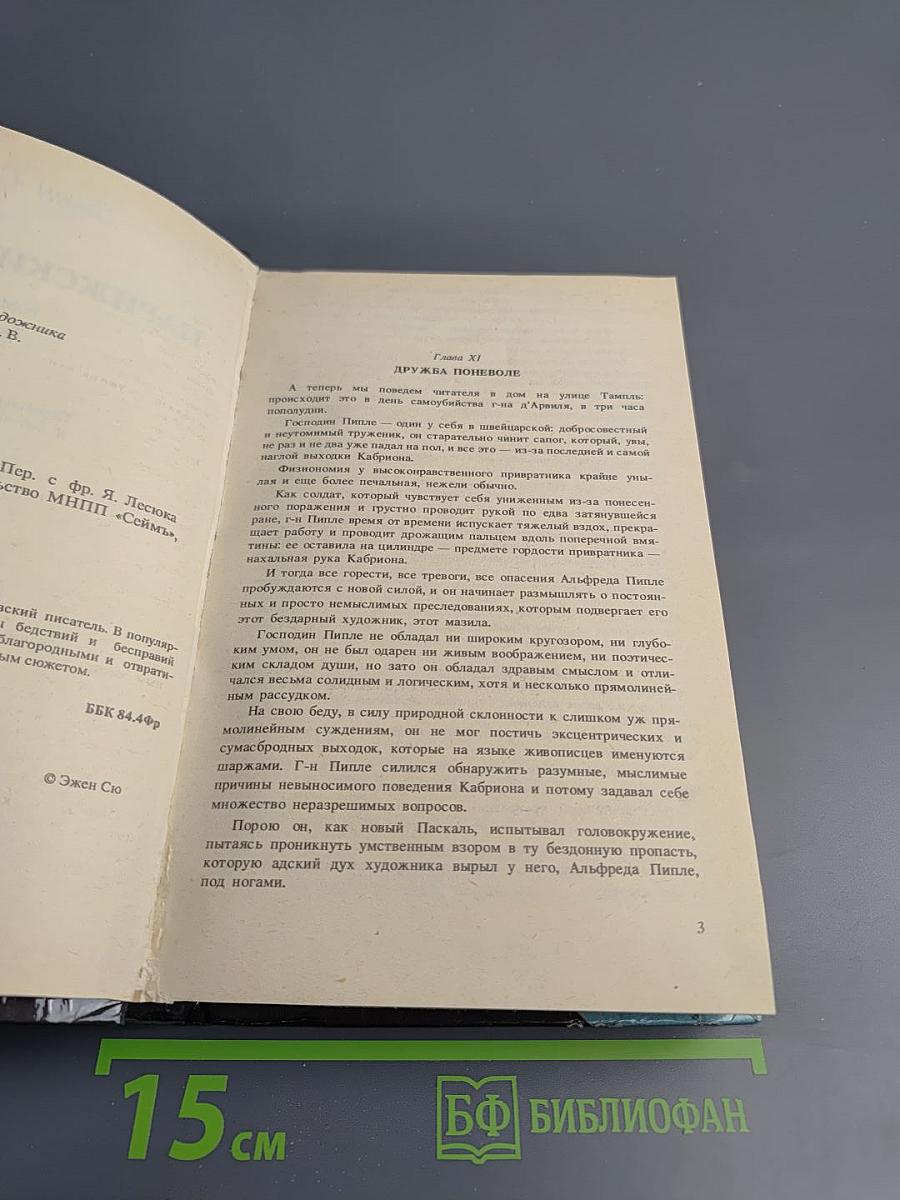 дожника
. В.
Пер. с фр. Я. Лесюка
ьство МНПП «Сеймъ»,
вский писатель. В популяр-
ы бедствий и бесправий
благородными и отврати-
ым сюжетом.
ББК 84.4Фр
© Эжен Сю
Глава XI
ДРУЖБА ПОНЕВОЛЕ
А теперь мы поведем читателя в дом на улице Тампль:
происходит это в день самоубийства г-на д'Арвиля, в три часа
пополудни.
Господин Пипле — один у себя в швейцарской: добросовестный
и неутомимый труженик, он старательно чинит сапог, который, увы,
не раз и не два уже падал на пол, и все это — из-за последней и самой
наглой выходки Кабриона.
Физиономия у высоконравственного привратника крайне уны-
лая и еще более печальная, нежели обычно.
Как солдат, который чувствует себя униженным из-за понесен-
ного поражения и грустно проводит рукой по едва затянувшейся
ране, г-н Пипле время от времени испускает тяжелый вздох, прекра-
щает работу и проводит дрожащим пальцем вдоль поперечной вмя-
тины: ее оставила на цилиндре — предмете гордости привратника —
нахальная рука Кабриона.
И тогда все горести, все тревоги, все опасения Альфреда Пипле
пробуждаются с новой силой, и он начинает размышлять о постоян-
ных и просто немыслимых преследованиях, которым подвергает его
этот бездарный художник, этот мазила.
Господин Пипле не обладал ни широким кругозором, ни глубо-
ким умом, он не был одарен ни живым воображением, ни поэтичес-
ким складом души, но зато он обладал здравым смыслом и отли-
чался весьма солидным и логическим, хотя и несколько прямолиней-
ным рассудком.
На свою беду, в силу природной склонности к слишком уж пря-
молинейным суждениям, он не мог постичь эксцентрических и
сумасбродных выходок, которые на языке живописцев именуются
шаржами. Г-н Пипле силился обнаружить разумные, мыслимые
причины невыносимого поведения Кабриона и потому задавал себе
множество неразрешимых вопросов.
Порою он, как новый Паскаль, испытывал головокружение,
пытаясь проникнуть умственным взором в ту бездонную пропасть,
которую адский дух художника вырыл у него, Альфреда Пипле,
под ногами.
3
15 см
БФ БИБЛИОФАН